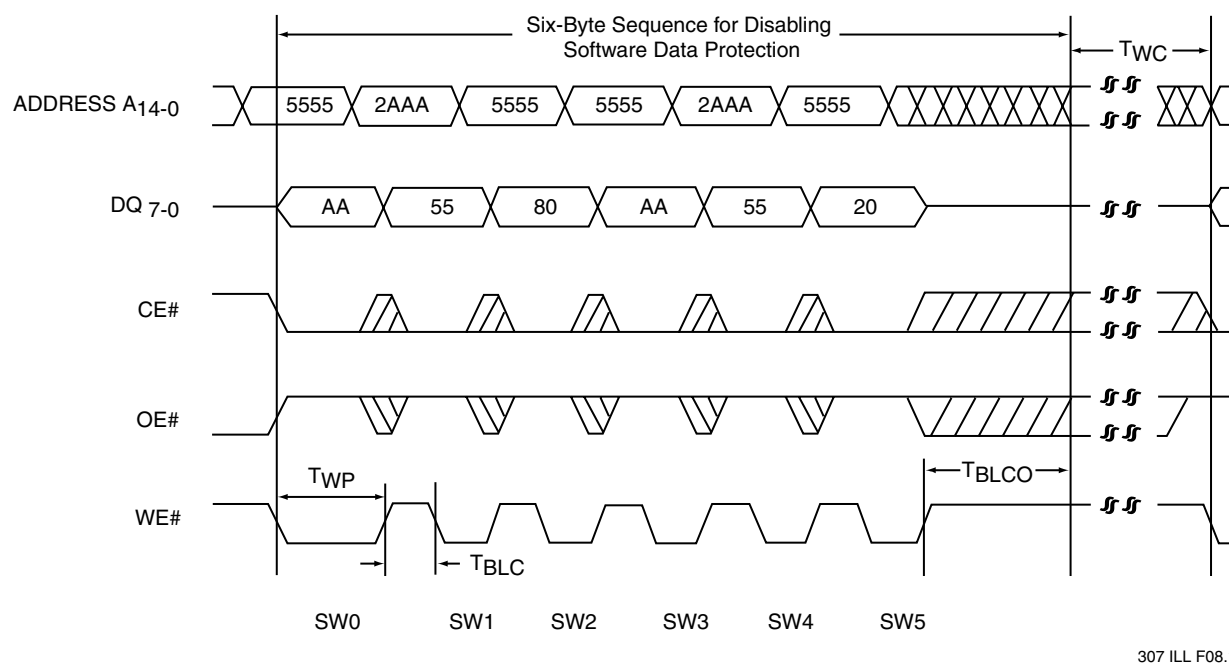 Six-Byte Sequence for Disabling
Software Data Protection
TWC
ADDRESS A14-0
5555 2AAA 5555 5555 2AAA 5555
DQ 7-0
AA 55 80 AA 55 20
CE#
OE#
TWP
TBLCO
WE#
TBLC
SW0 SW1 SW2 SW3 SW4 SW5
307 ILL F08.